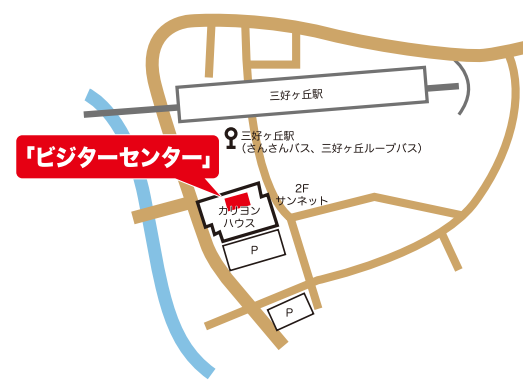 三好ヶ丘駅
三好ヶ丘駅
（さんさんバス、三好ヶ丘ループバス）
「ビジターセンター」
2F
サンネット
カリヨン
ハウス
P
P